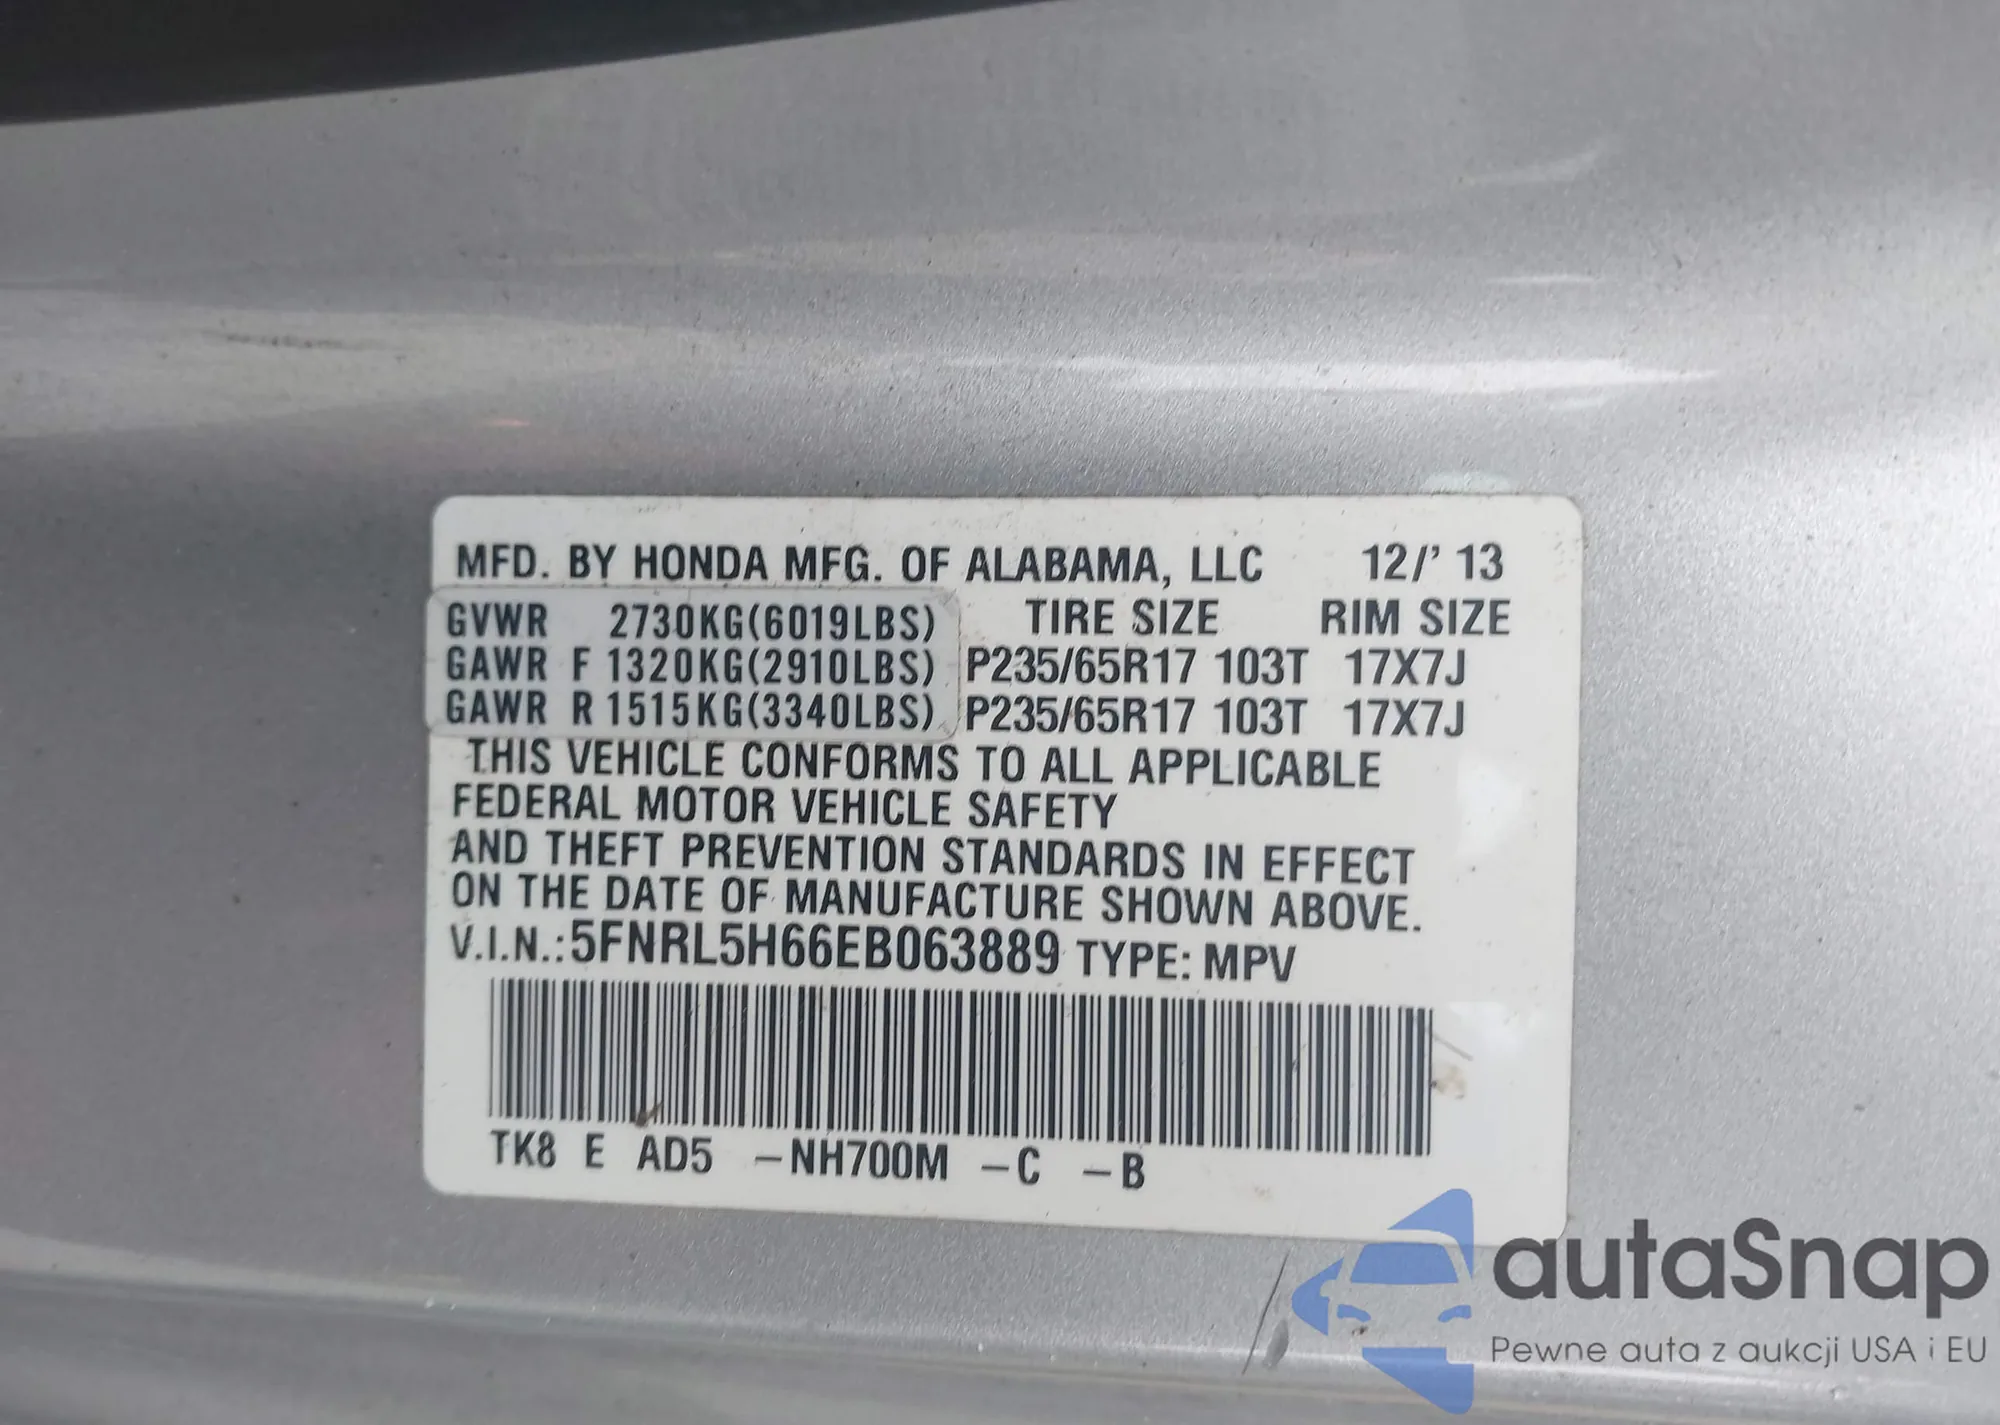 MFD. BY HONDA MFG. OF ALABAMA, LLC 12/' 13
GVWR 2730KG(6019LBS) TIRE SIZE RIM SIZE
GAWR F 1320KG(2910LBS) P235/65R17 103T 17X7J
GAWR R 1515KG(3340LBS) P235/65R17 103T 17X7J
THIS VEHICLE CONFORMS TO ALL APPLICABLE
FEDERAL MOTOR VEHICLE SAFETY
AND THEFT PREVENTION STANDARDS IN EFFECT
ON THE DATE OF MANUFACTURE SHOWN ABOVE.
V.I.N.:5FNRL5H66EB063889 TYPE: MPV
TK8 E AD5 -NH700M -C -B
autaSnap
Pewne auta z aukcji USA i EU